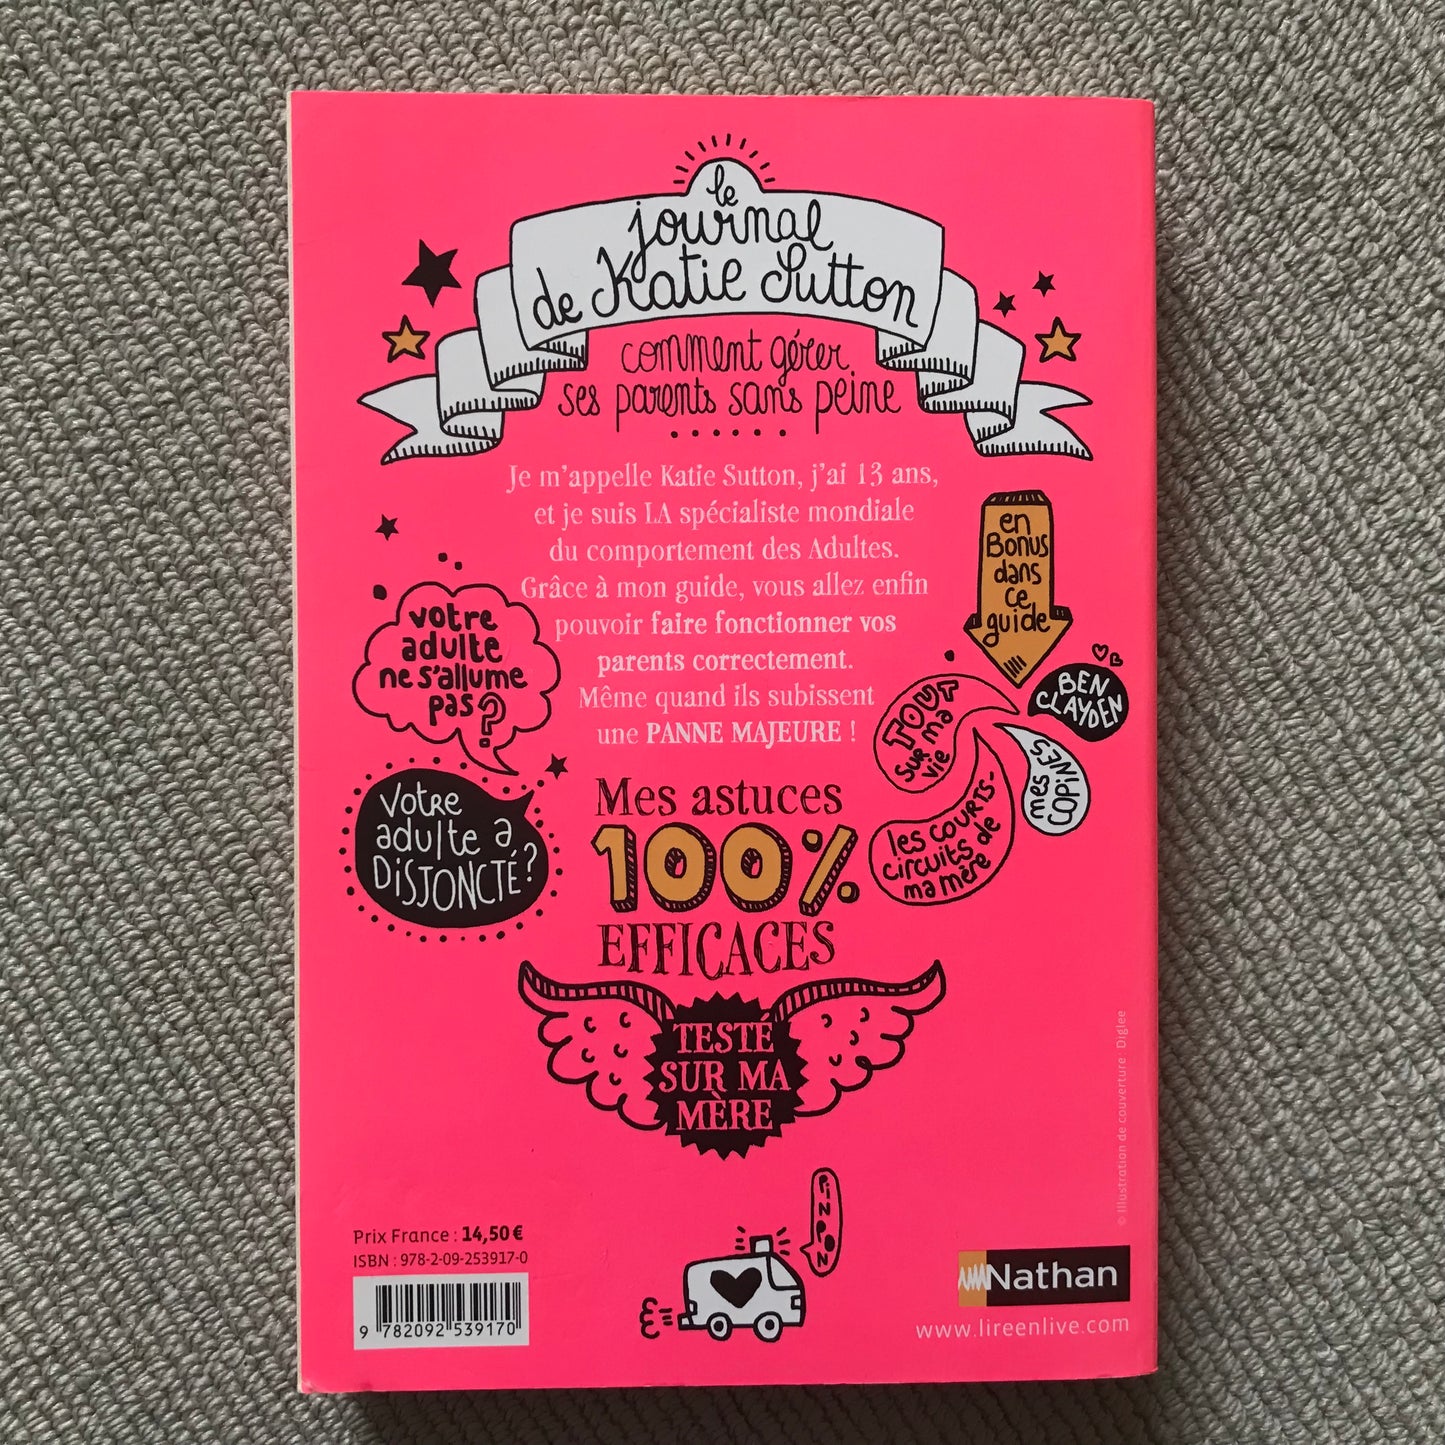 le
journal
de Katie Sutton
comment gérer
ses parents sans peine
Je m'appelle Katie Sutton, j'ai 13 ans,
et je suis LA spécialiste mondiale
du comportement des Adultes.
Grâce à mon guide, vous allez enfin
pouvoir faire fonctionner vos
parents correctement.
Même quand ils subissent
une PANNE MAJEURE !
votre
adulte
ne s'allume
pas ?
Votre
adulte a
DISJONCTÉ ?
en
Bonus
dans
ce
guide
BEN
CLAYDEN
TOUT
sur ma
vie
mes
COPINES
les courts-
circuits de
ma mère
Mes astuces
100%
EFFICACES
TESTÉ
SUR MA
MÈRE
PINPON
Prix France : 14,50 €
ISBN : 978-2-09-253917-0
9 782092 539170
Nathan
www.lireenlive.com
© Illustration de couverture : Diglee